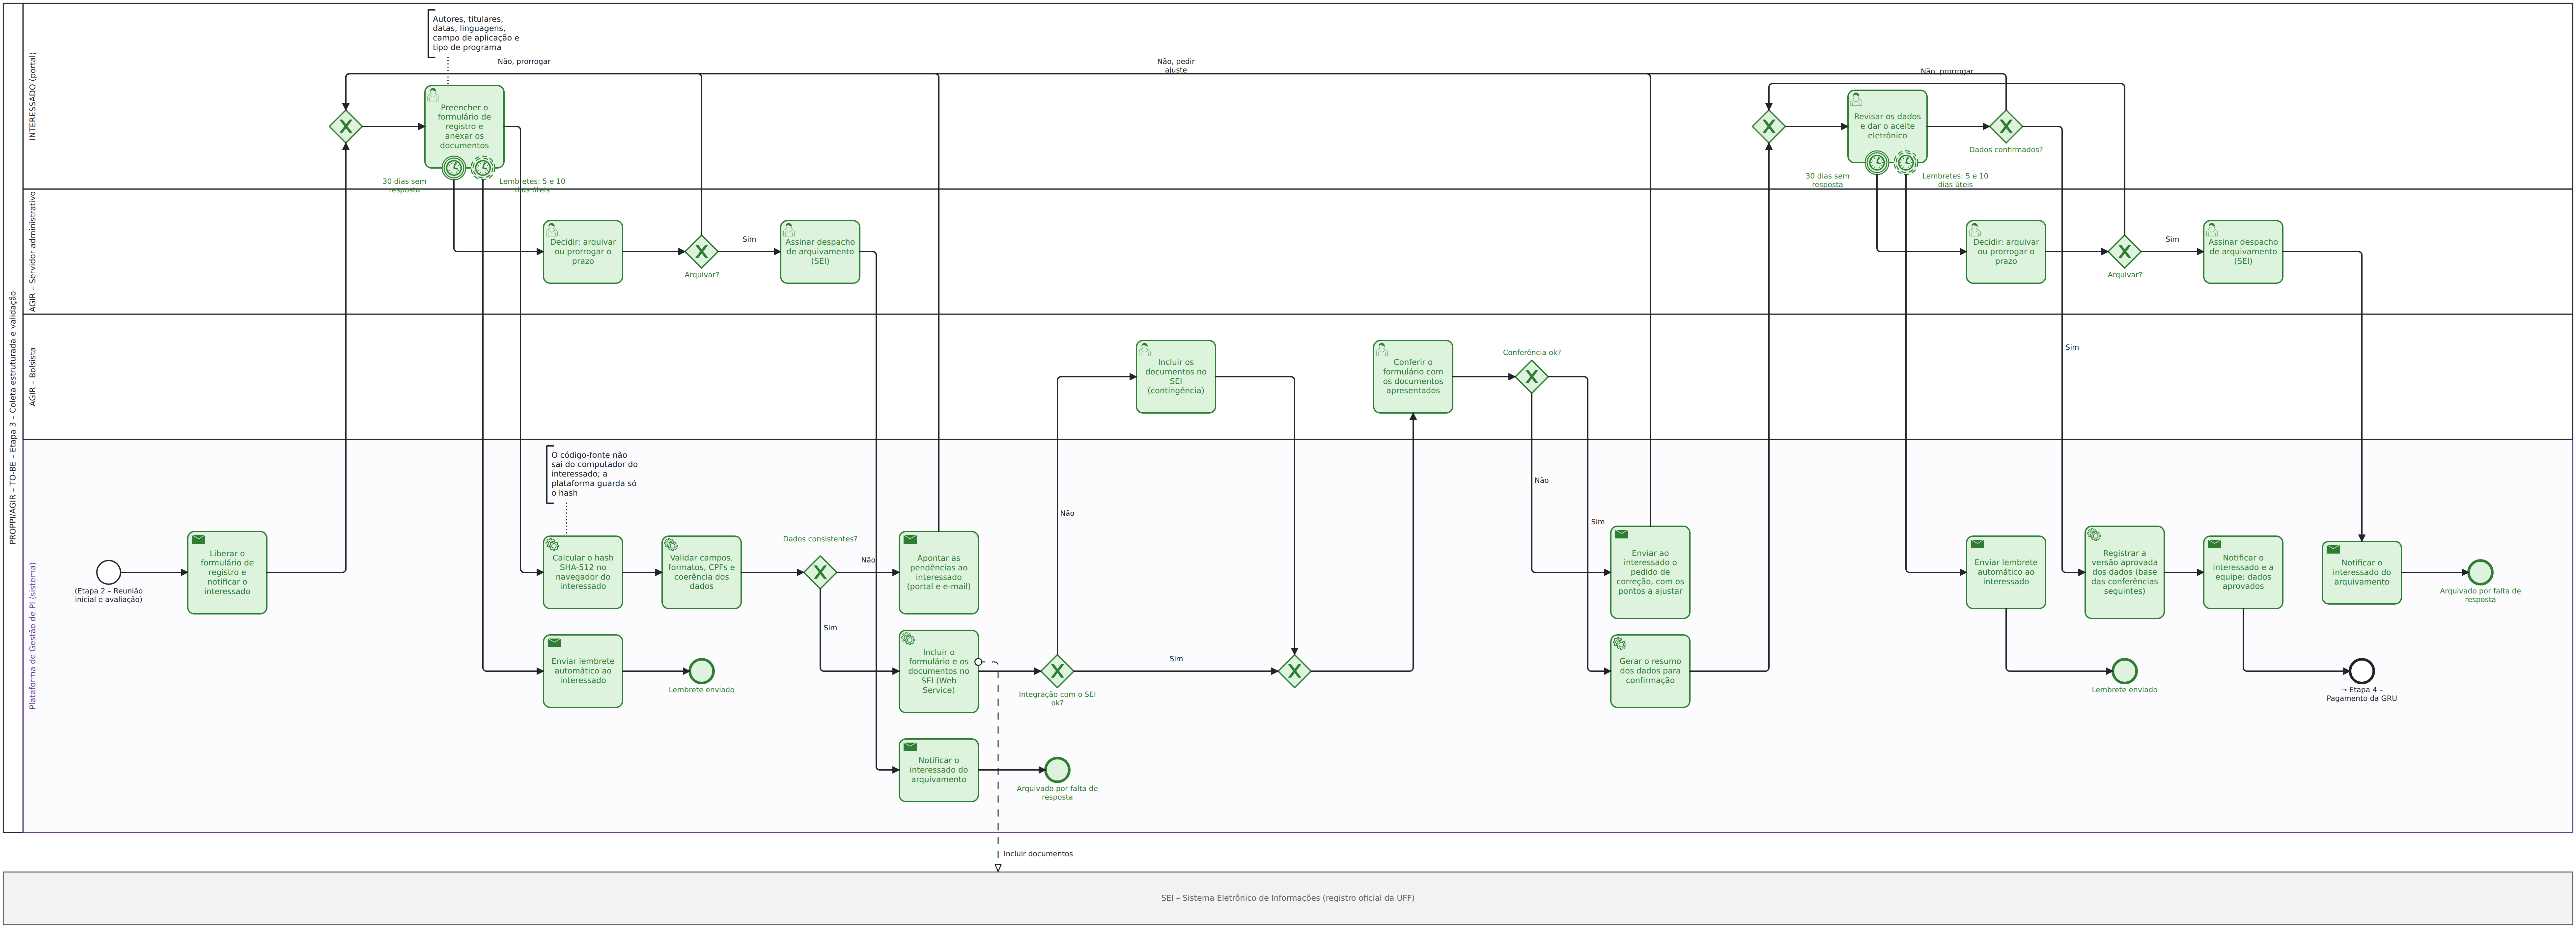 PROPPI/AGIR – TO-BE – Etapa 3 – Coleta estruturada e validação
INTERESSADO (portal)
Autores, titulares,
datas, linguagens,
campo de aplicação e
tipo de programa
Não, prorrogar
Não, pedir
ajuste
Não, prorrogar
Preencher o
formulário de
registro e
anexar os
documentos
30 dias sem
resposta
Lembretes: 5 e 10
dias úteis
Revisar os dados
e dar o aceite
eletrônico
Dados confirmados?
30 dias sem
resposta
Lembretes: 5 e 10
dias úteis
AGIR – Servidor administrativo
Decidir: arquivar
ou prorrogar o
prazo
Arquivar?
Sim
Assinar despacho
de arquivamento
(SEI)
Decidir: arquivar
ou prorrogar o
prazo
Arquivar?
Sim
Assinar despacho
de arquivamento
(SEI)
AGIR – Bolsista
Incluir os
documentos no
SEI
(contingência)
Conferir o
formulário com
os documentos
apresentados
Conferência ok?
Sim
Plataforma de Gestão de PI (sistema)
O código-fonte não
sai do computador do
interessado; a
plataforma guarda só
o hash
Não
Não
Sim
(Etapa 2 – Reunião
inicial e avaliação)
Liberar o
formulário de
registro e
notificar o
interessado
Calcular o hash
SHA-512 no
navegador do
interessado
Validar campos,
formatos, CPFs e
coerência dos
dados
Dados consistentes?
Não
Sim
Apontar as
pendências ao
interessado
(portal e e-mail)
Enviar ao
interessado o
pedido de
correção, com os
pontos a ajustar
Enviar lembrete
automático ao
interessado
Registrar a
versão aprovada
dos dados (base
das conferências
seguintes)
Notificar o
interessado e a
equipe: dados
aprovados
Notificar o
interessado do
arquivamento
Arquivado por falta de
resposta
Enviar lembrete
automático ao
interessado
Lembrete enviado
Incluir o
formulário e os
documentos no
SEI (Web
Service)
Integração com o SEI
ok?
Sim
Gerar o resumo
dos dados para
confirmação
Lembrete enviado
→ Etapa 4 –
Pagamento da GRU
Notificar o
interessado do
arquivamento
Arquivado por falta de
resposta
Incluir documentos
SEI – Sistema Eletrônico de Informações (registro oficial da UFF)